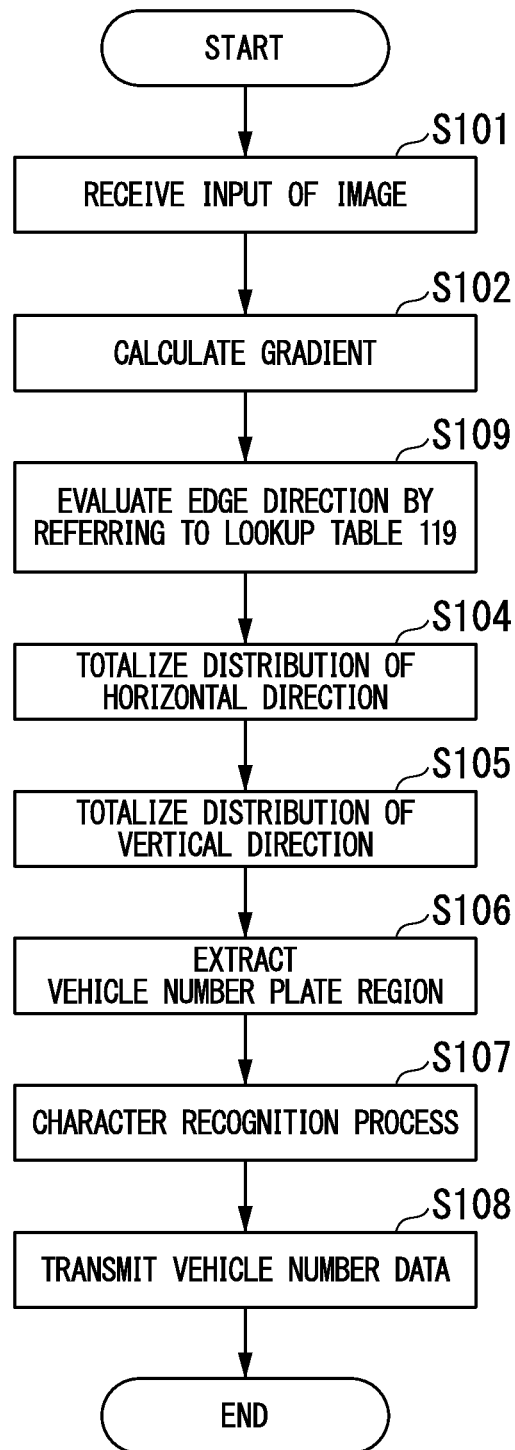 START
S101
RECEIVE INPUT OF IMAGE
S102
CALCULATE GRADIENT
S109
EVALUATE EDGE DIRECTION BY
REFERRING TO LOOKUP TABLE 119
S104
TOTALIZE DISTRIBUTION OF
HORIZONTAL DIRECTION
S105
TOTALIZE DISTRIBUTION OF
VERTICAL DIRECTION
S106
EXTRACT
VEHICLE NUMBER PLATE REGION
S107
CHARACTER RECOGNITION PROCESS
S108
TRANSMIT VEHICLE NUMBER DATA
END